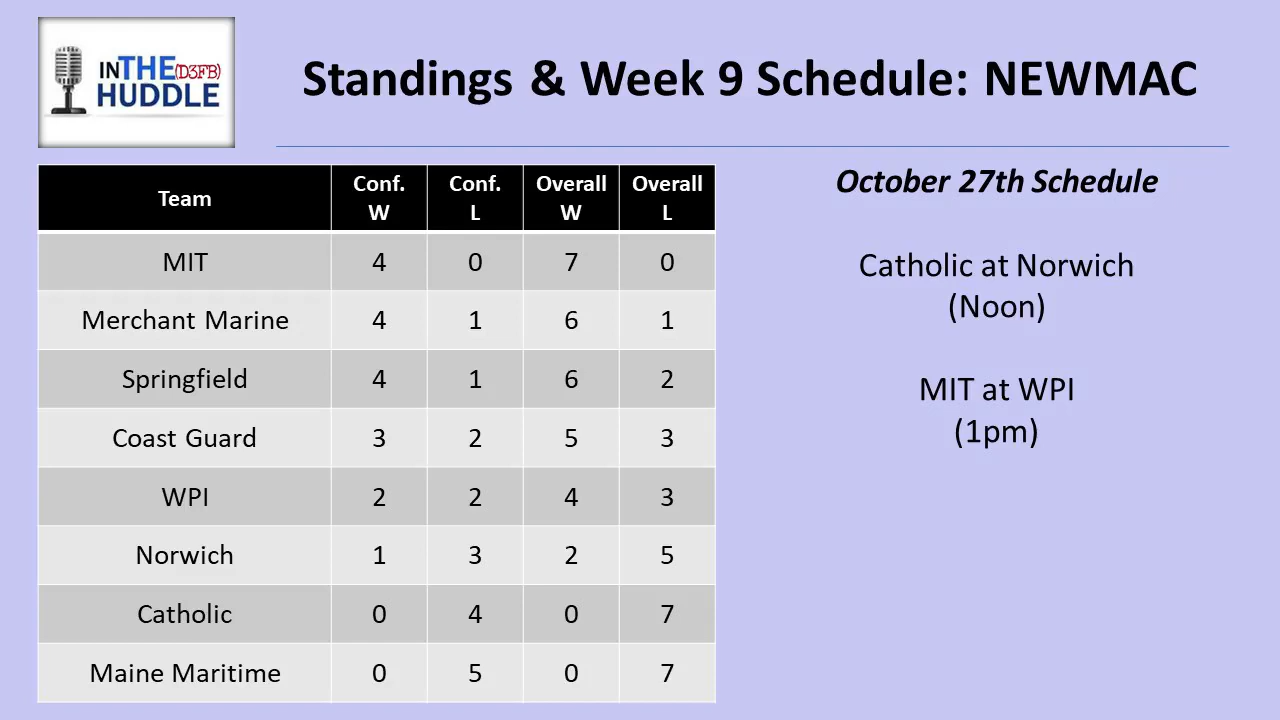 INTHE(D3FB)
HUDDLE
Standings & Week 9 Schedule: NEWMAC
Team Conf. W Conf. L Overall W Overall L
MIT 4 0 7 0
Merchant Marine 4 1 6 1
Springfield 4 1 6 2
Coast Guard 3 2 5 3
WPI 2 2 4 3
Norwich 1 3 2 5
Catholic 0 4 0 7
Maine Maritime 0 5 0 7
October 27th Schedule
Catholic at Norwich
(Noon)
MIT at WPI
(1pm)